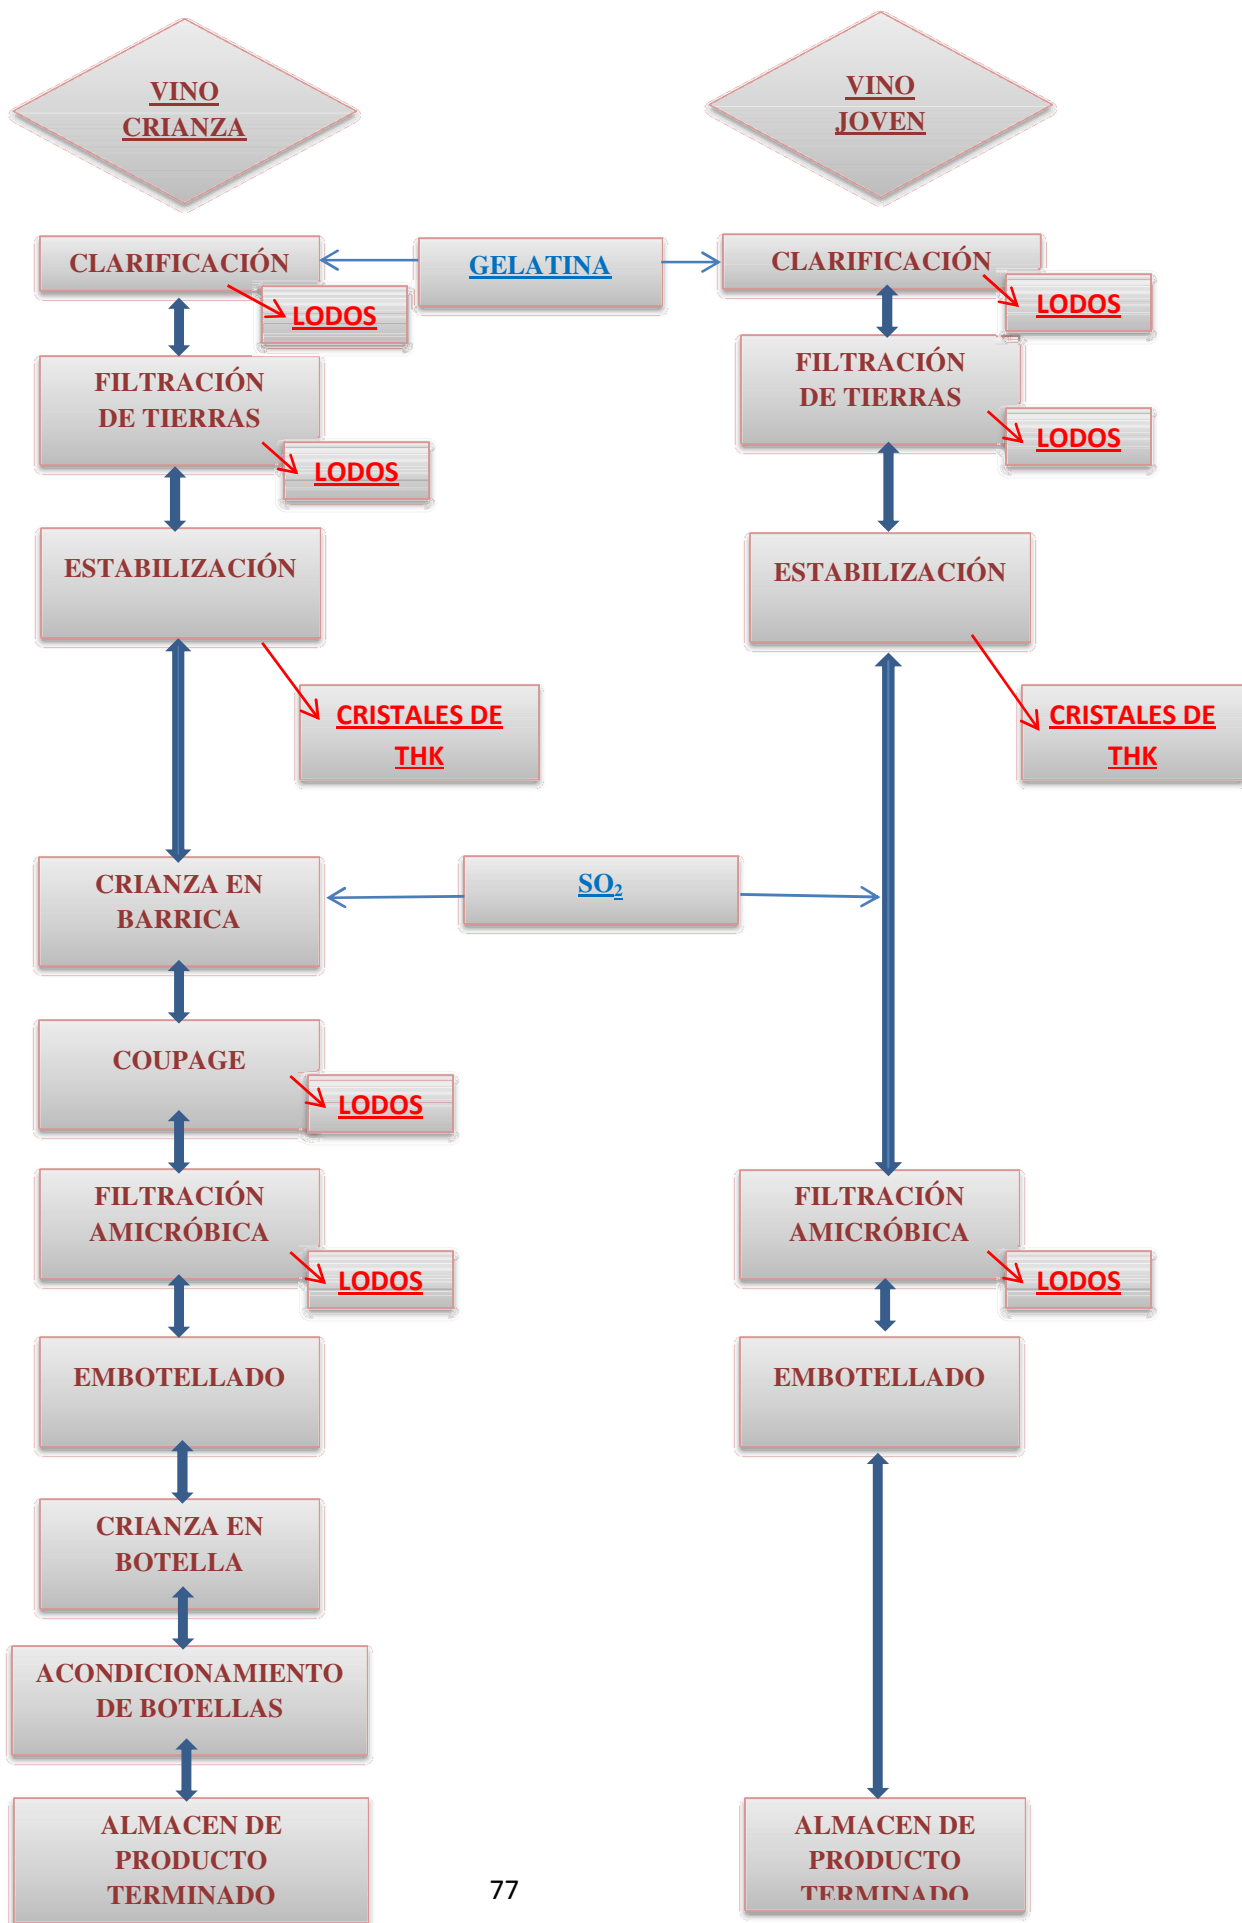 VINO
CRIANZA
VINO
JOVEN
CLARIFICACIÓN
GELATINA
CLARIFICACIÓN
LODOS
LODOS
FILTRACIÓN
DE TIERRAS
FILTRACIÓN
DE TIERRAS
LODOS
LODOS
ESTABILIZACIÓN
ESTABILIZACIÓN
CRISTALES DE
THK
CRISTALES DE
THK
CRIANZA EN
BARRICA
SO₂
COUPAGE
LODOS
FILTRACIÓN
AMICRÓBICA
FILTRACIÓN
AMICRÓBICA
LODOS
LODOS
EMBOTELLADO
EMBOTELLADO
CRIANZA EN
BOTELLA
ACONDICIONAMIENTO
DE BOTELLAS
ALMACEN DE
PRODUCTO
TERMINADO
ALMACEN DE
PRODUCTO
TERMINADO
77